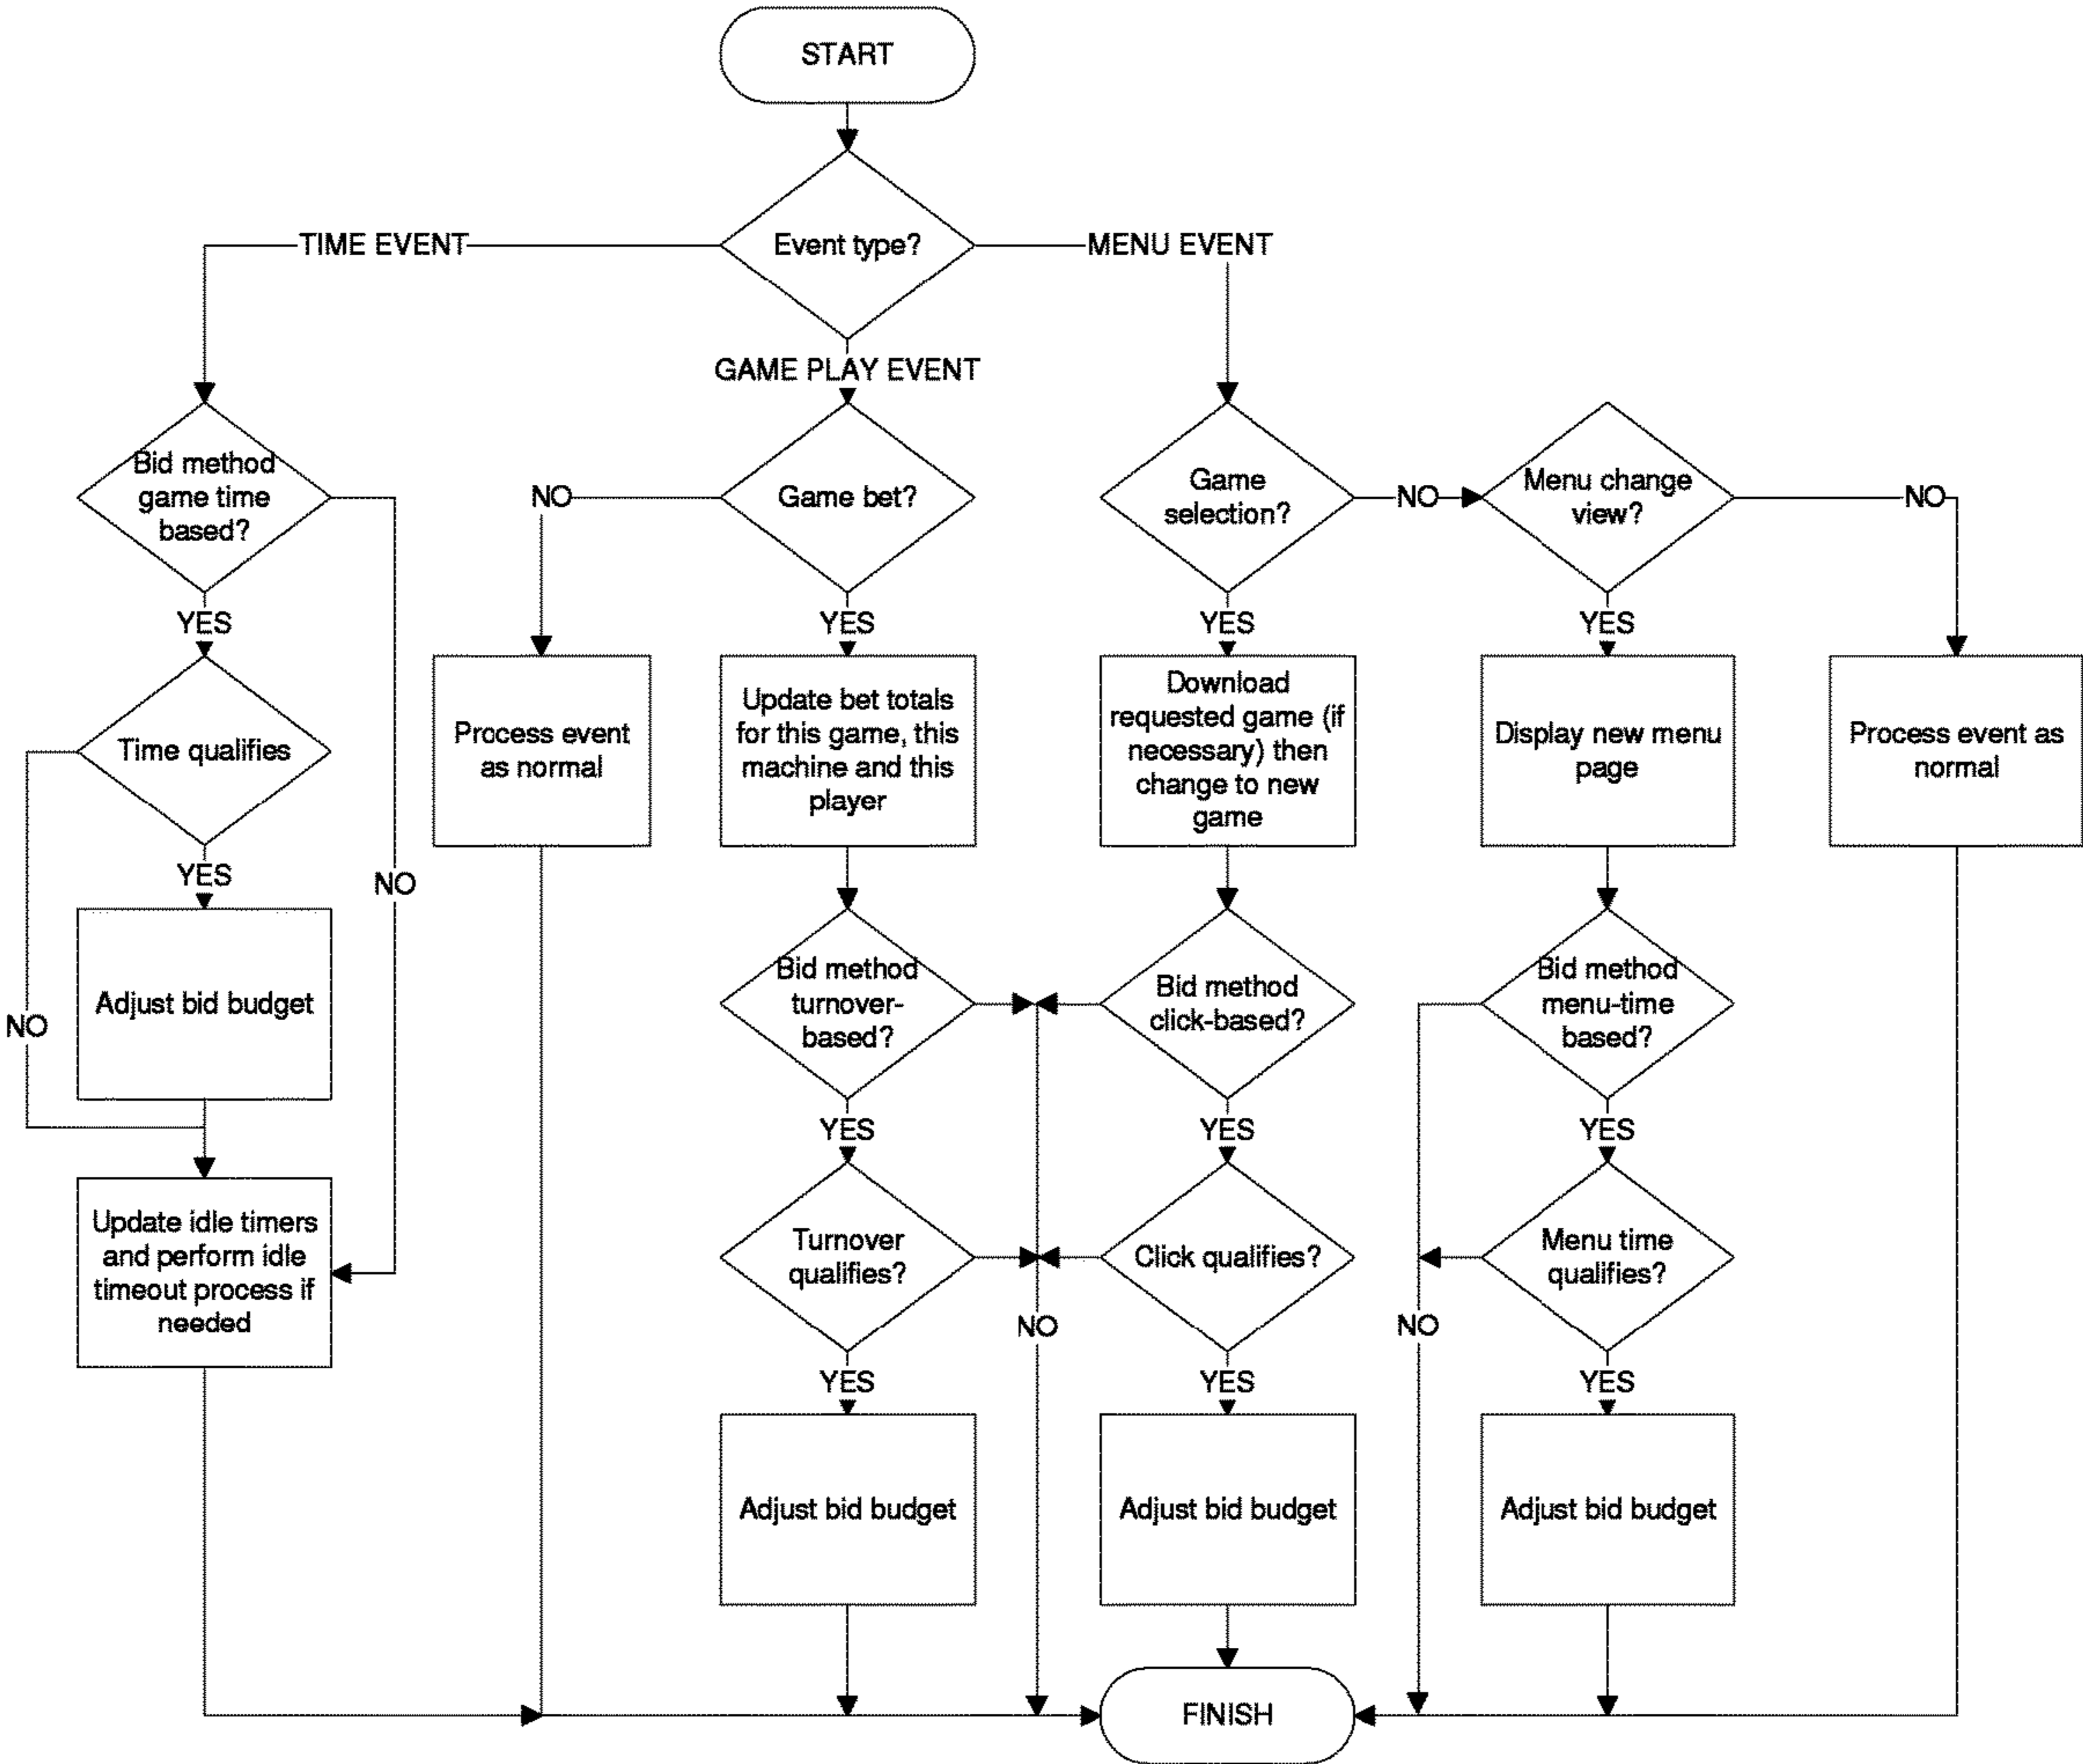 START
Event type?
TIME EVENT
MENU EVENT
GAME PLAY EVENT
Bid method
game time
based?
NO
Game bet?
Game
selection?
NO
Menu change
view?
NO
YES
YES
YES
YES
Time qualifies
Process event
as normal
Update bet totals
for this game, this
machine and this
player
Download
requested game (if
necessary) then
change to new
game
Display new menu
page
Process event as
normal
YES
NO
Adjust bid budget
NO
Bid method
turnover-
based?
Bid method
click-based?
Bid method
menu-time
based?
YES
YES
YES
Update idle timers
and perform idle
timeout process if
needed
Turnover
qualifies?
Click qualifies?
Menu time
qualifies?
NO
NO
YES
YES
YES
Adjust bid budget
Adjust bid budget
Adjust bid budget
FINISH